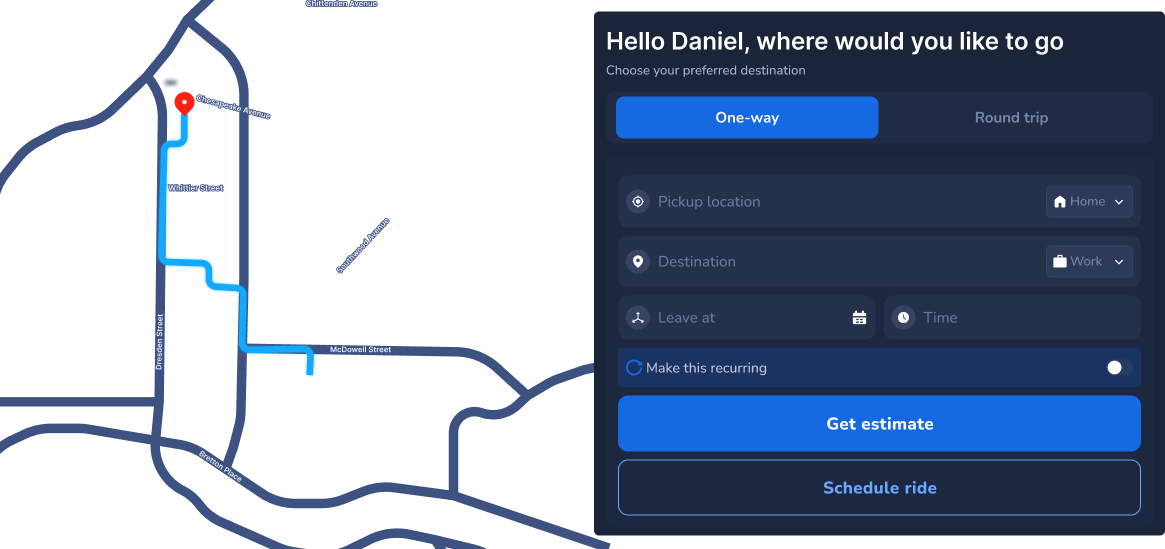 Chittenden Avenue
Chesapeake Avenue
Whittier Street
Southwood Avenue
Dresden Street
McDowell Street
Bretton Place
Hello Daniel, where would you like to go
Choose your preferred destination
One-way
Round trip
Pickup location
Home
Destination
Work
Leave at
Time
Make this recurring
Get estimate
Schedule ride